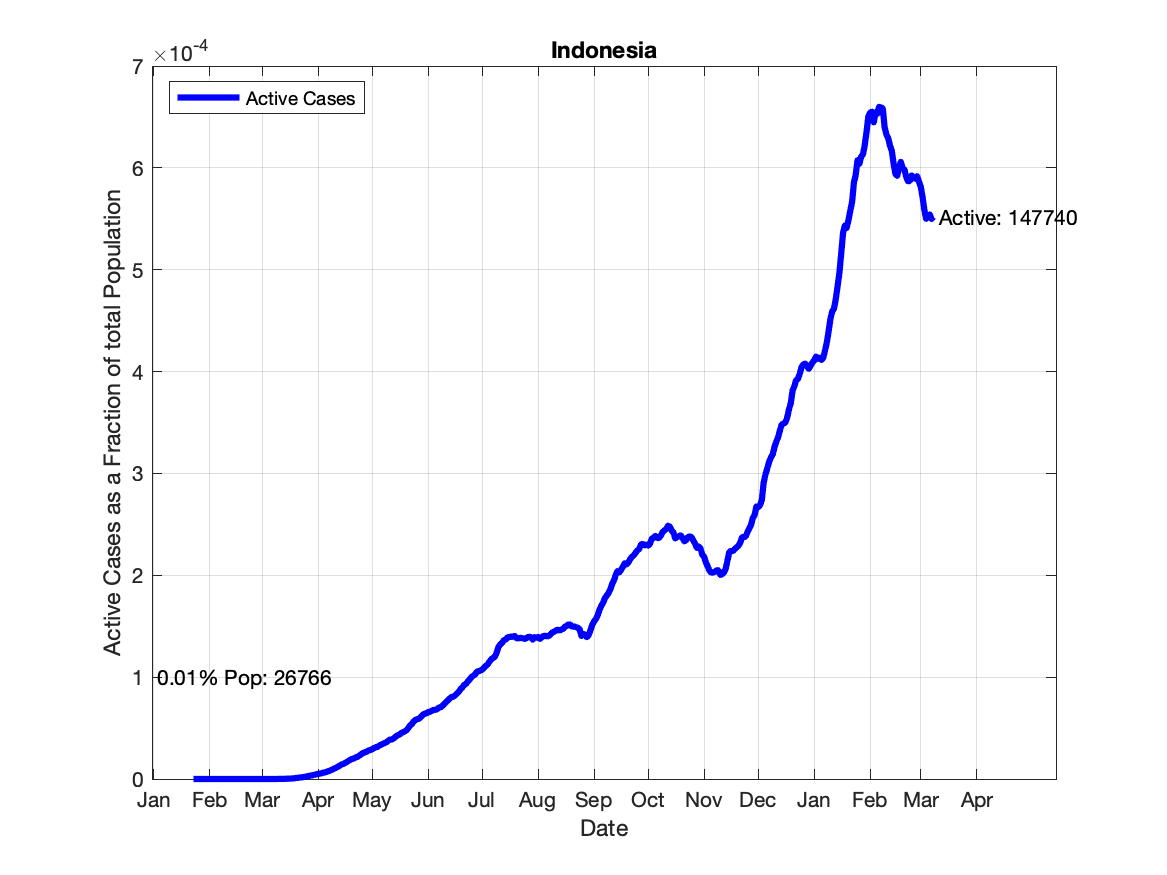 Indonesia
×10-4
Active Cases
7
6
5
4
3
2
1
0
Active Cases as a Fraction of total Population
Active: 147740
0.01% Pop: 26766
Jan Feb Mar Apr May Jun Jul Aug Sep Oct Nov Dec Jan Feb Mar Apr
Date